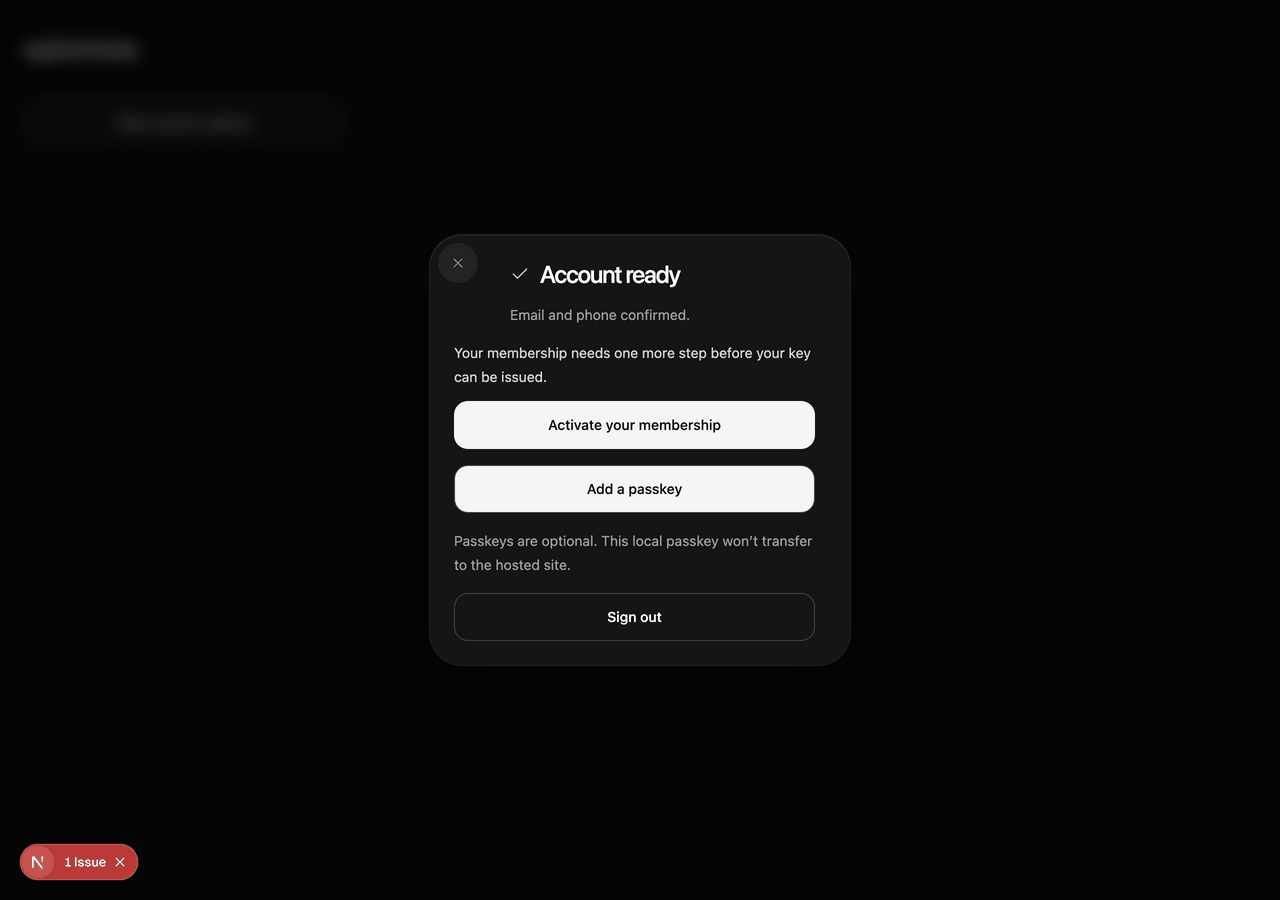 Account ready
Email and phone confirmed.
Your membership needs one more step before your key
can be issued.
Activate your membership
Add a passkey
Passkeys are optional. This local passkey won’t transfer
to the hosted site.
Sign out
N 1 Issue